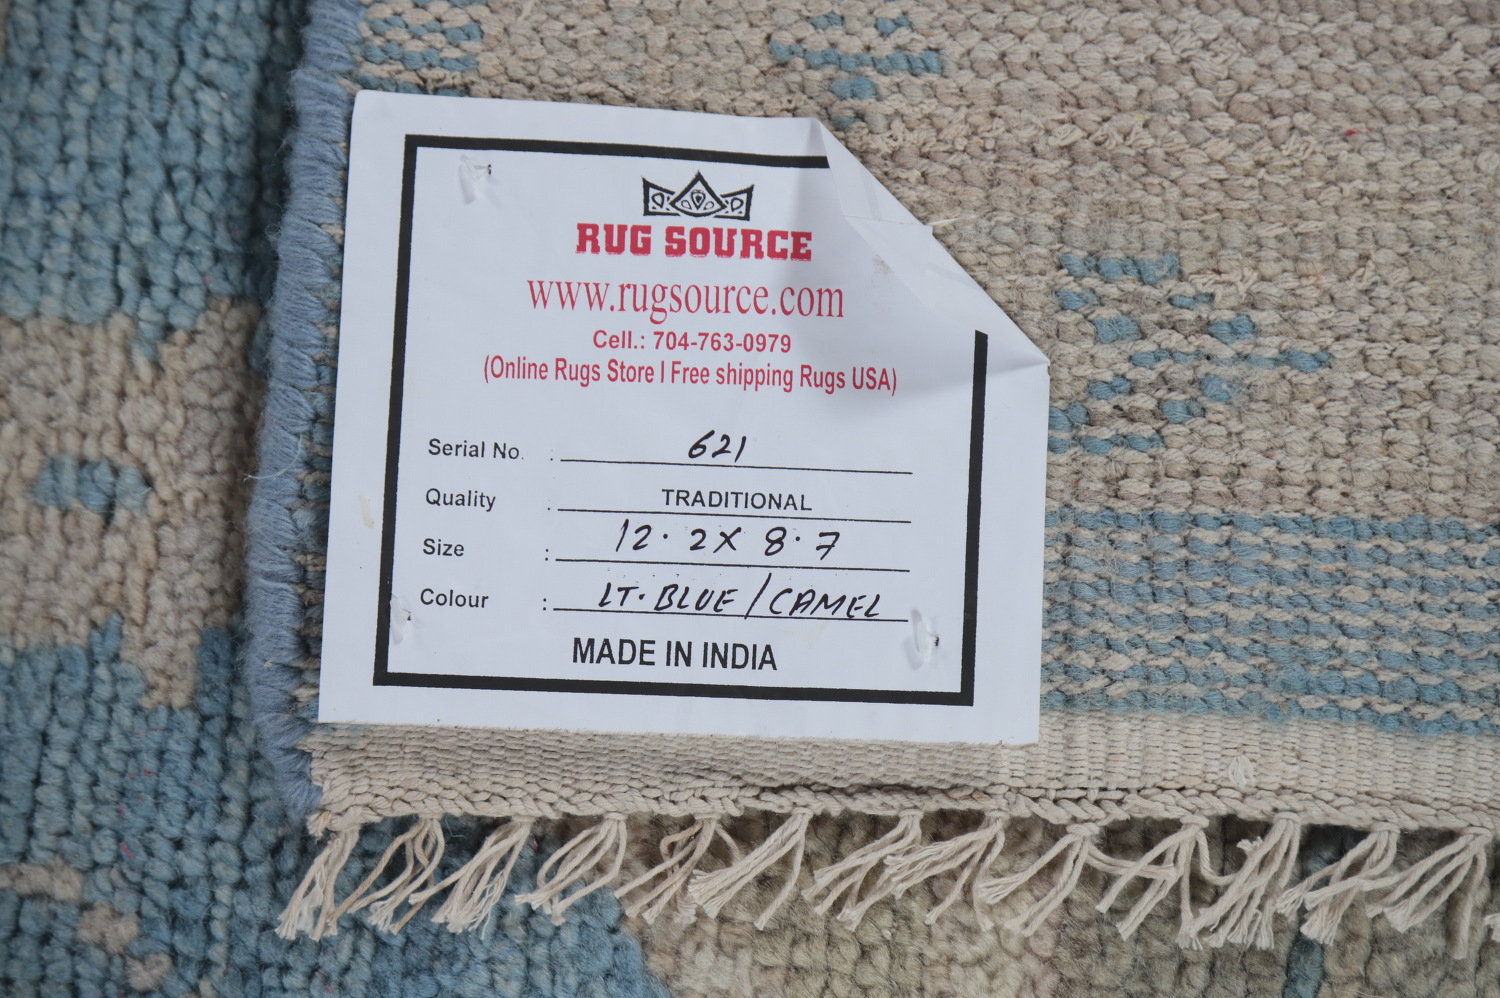 RUG SOURCE
www.rugsource.com
Cell.: 704-763-0979
(Online Rugs Store I Free shipping Rugs USA)
Serial No. : 621
Quality : TRADITIONAL
Size : 12.2X 8.7
Colour : LT. BLUE / CAMEL
MADE IN INDIA